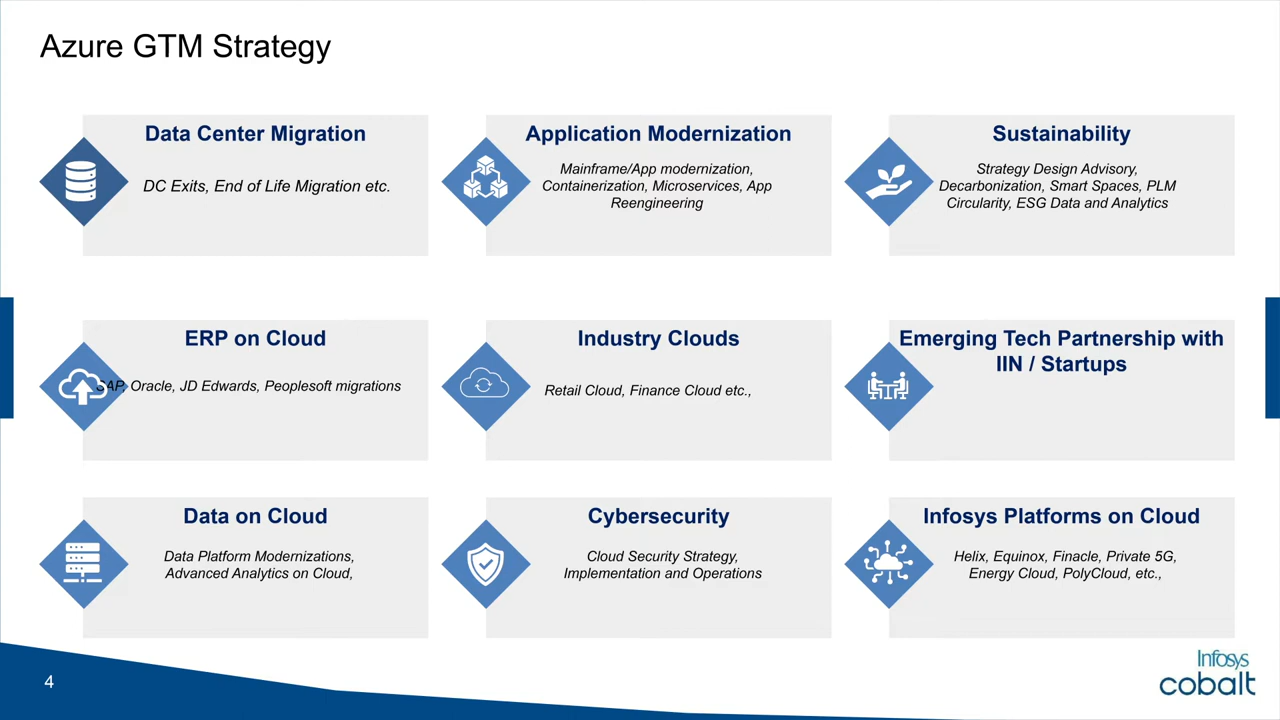 Azure GTM Strategy
Data Center Migration
DC Exits, End of Life Migration etc.
Application Modernization
Mainframe/App modernization,
Containerization, Microservices, App
Reengineering
Sustainability
Strategy Design Advisory,
Decarbonization, Smart Spaces, PLM
Circularity, ESG Data and Analytics
ERP on Cloud
SAP, Oracle, JD Edwards, Peoplesoft migrations
Industry Clouds
Retail Cloud, Finance Cloud etc.,
Emerging Tech Partnership with
IIN / Startups
Data on Cloud
Data Platform Modernizations,
Advanced Analytics on Cloud,
Cybersecurity
Cloud Security Strategy,
Implementation and Operations
Infosys Platforms on Cloud
Helix, Equinox, Finacle, Private 5G,
Energy Cloud, PolyCloud, etc.,
4
Infosys
cobalt